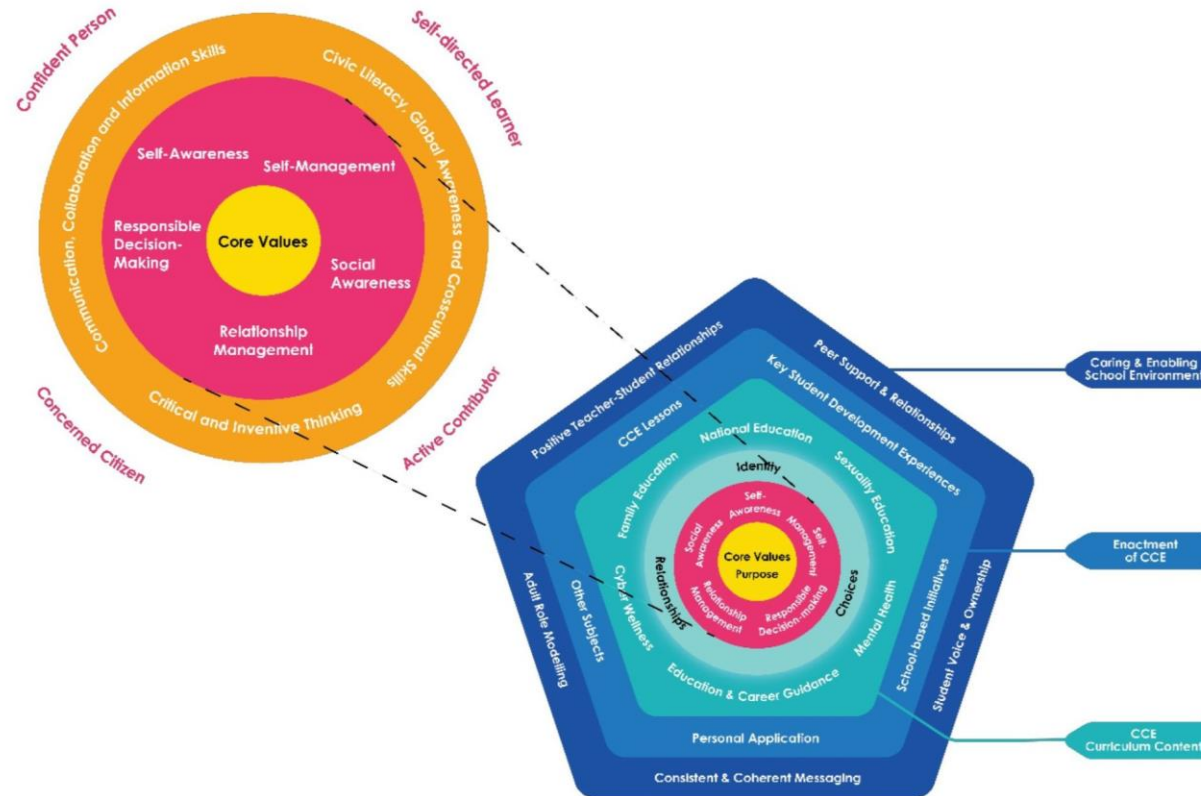 Confident Person
Self-directed Learner
Communication, Collaboration and Information Skills
Civic Literacy, Global Awareness and Crosscultural Skills
Self-Awareness
Self-Management
Responsible
Decision-
Making
Core Values
Social
Awareness
Relationship
Management
Critical and Inventive Thinking
Concerned Citizen
Active Contributor
Positive Teacher-Student Relationships
Peer Support & Relationships
Caring & Enabling
School Environment
CCE Lessons
Key Student Development Experiences
National Education
Family Education
Sexuality Education
Identity
Self-
Awareness
Social
Awareness
Self-
Management
Core Values
Purpose
Relationships
Choices
Relationship
Management
Responsible
Decision-making
Cyber Wellness
Mental Health
Education & Career Guidance
Other Subjects
School-based Initiatives
Adult Role Modelling
Student Voice & Ownership
Enactment
of CCE
Personal Application
Consistent & Coherent Messaging
CCE
Curriculum Content